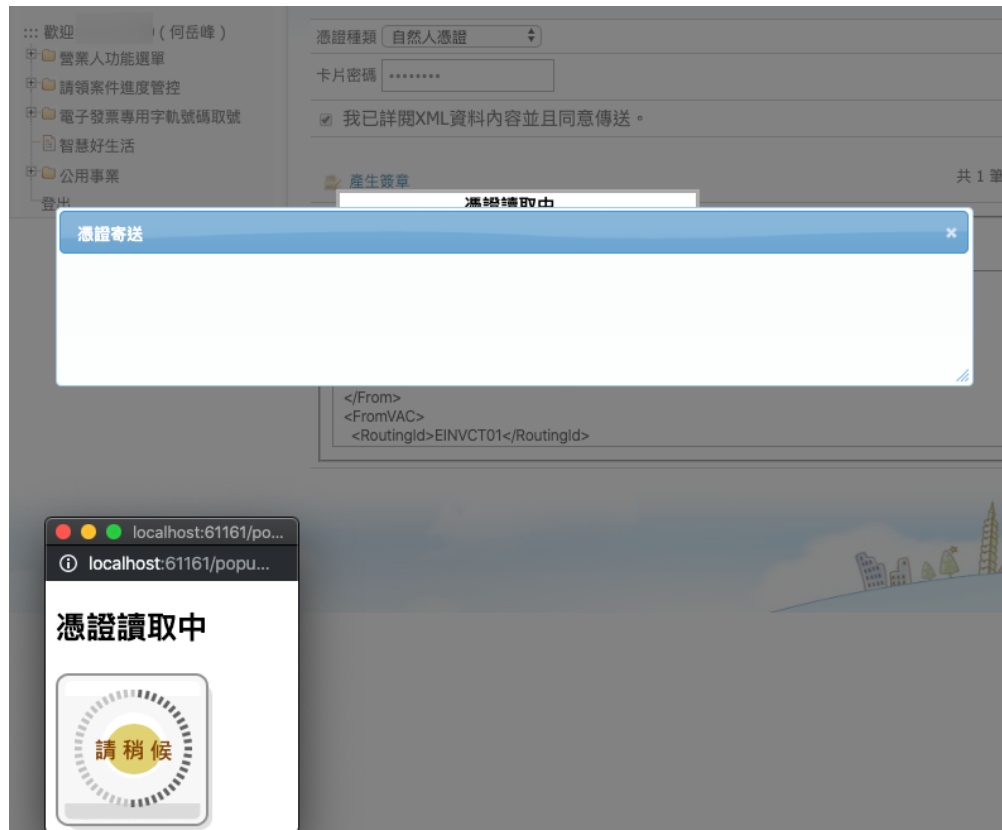 ::: 歡迎 (何岳峰)
營業人功能選單
請領案件進度管控
電子發票專用字軌號碼取號
智慧好生活
公用事業
登出
憑證種類 自然人憑證
卡片密碼 ••••••••
我已詳閱XML資料內容並且同意傳送。
產生簽章
共 1 筆
憑證讀取中
憑證寄送
</From>
<FromVAC>
<RoutingId>EINVCT01</RoutingId>
localhost:61161/po...
localhost:61161/popu...
憑證讀取中
請稍候